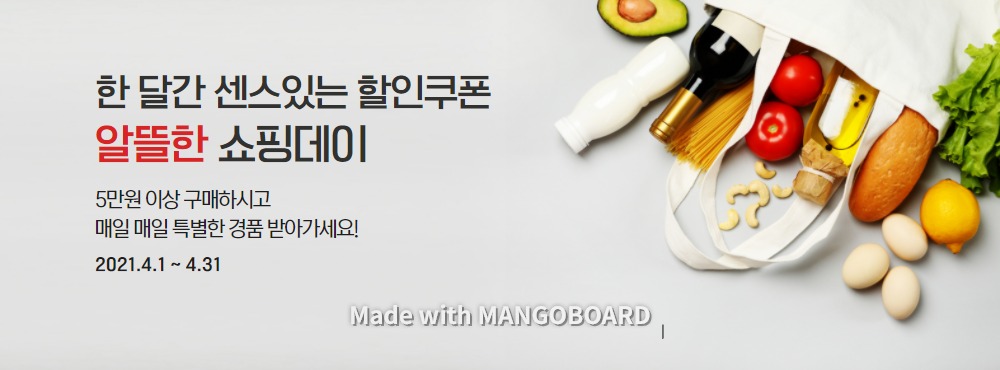 한 달간 센스있는 할인쿠폰
알뜰한 쇼핑데이
5만원 이상 구매하시고
매일 매일 특별한 경품 받아가세요!
2021.4.1 ~ 4.31
Made with MANGOBOARD